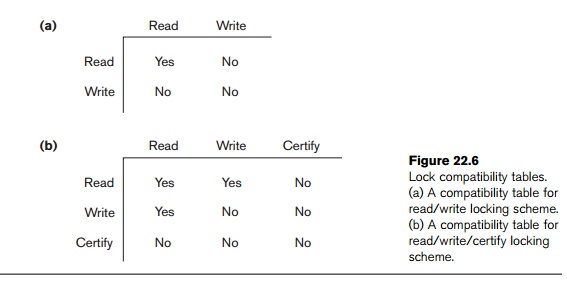 (a) Read Write
Read Yes No
Write No No
(b) Read Write Certify
Read Yes Yes No
Write Yes No No
Certify No No No
Figure 22.6
Lock compatibility tables.
(a) A compatibility table for
read/write locking scheme.
(b) A compatibility table for
read/write/certify locking
scheme.